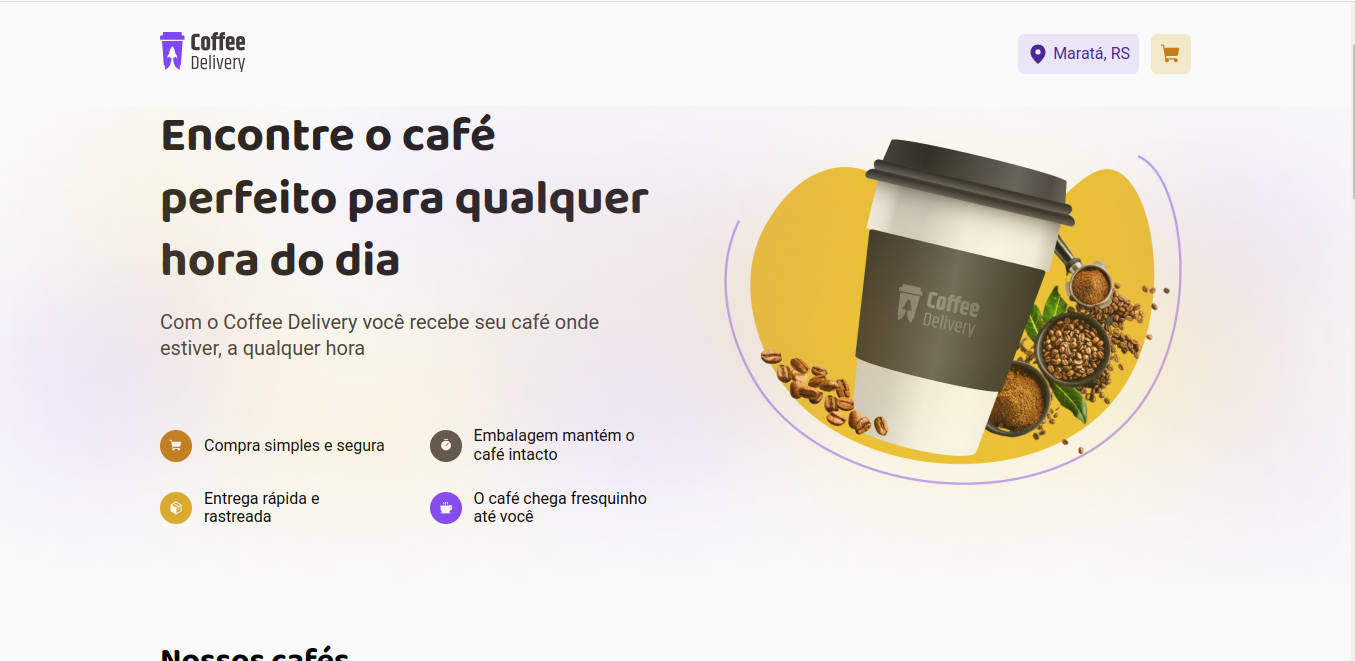 Coffee
Delivery
Maratá, RS
Encontre o café
perfeito para qualquer
hora do dia
Com o Coffee Delivery você recebe seu café onde
estiver, a qualquer hora
Coffee
Delivery
Compra simples e segura
Embalagem mantém o
café intacto
Entrega rápida e
rastreada
O café chega fresquinho
até você
Nossos cafés